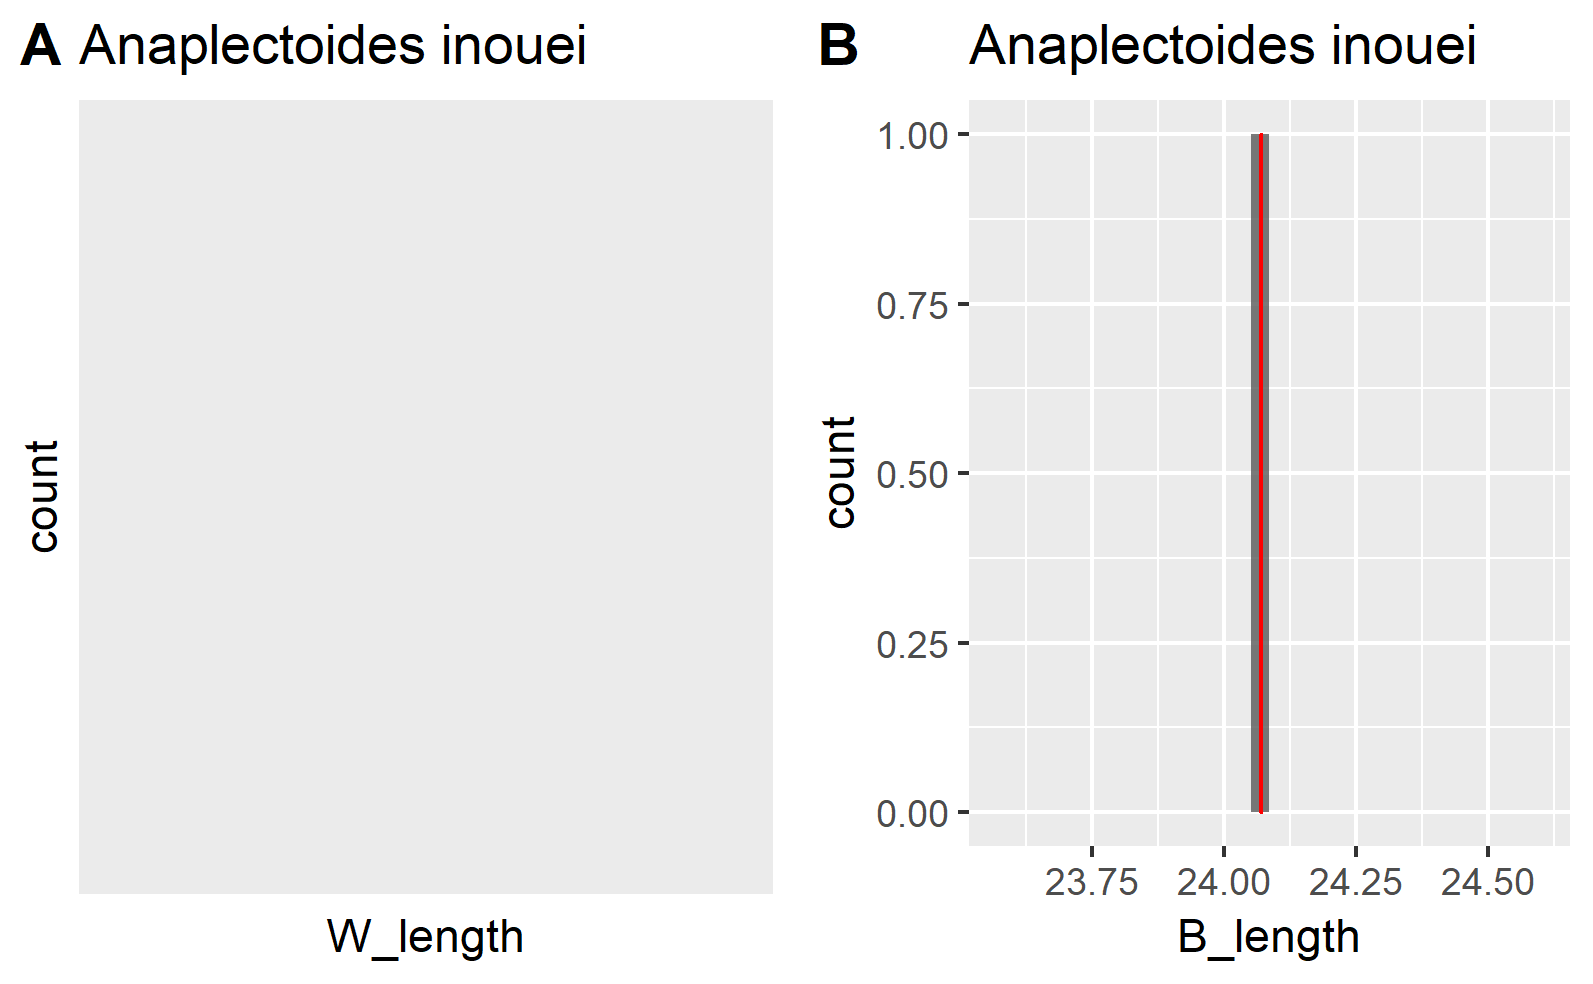 A Anaplectoides inouei
count
W_length
B Anaplectoides inouei
count
1.00
0.75
0.50
0.25
0.00
23.75 24.00 24.25 24.50
B_length